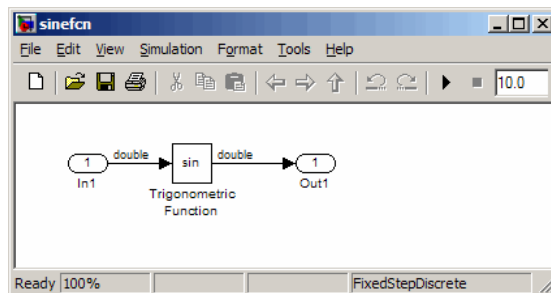 sinefcn
File Edit View Simulation Format Tools Help
10.0
1 double sin double 1
In1 Trigonometric Function Out1
Ready 100% FixedStepDiscrete